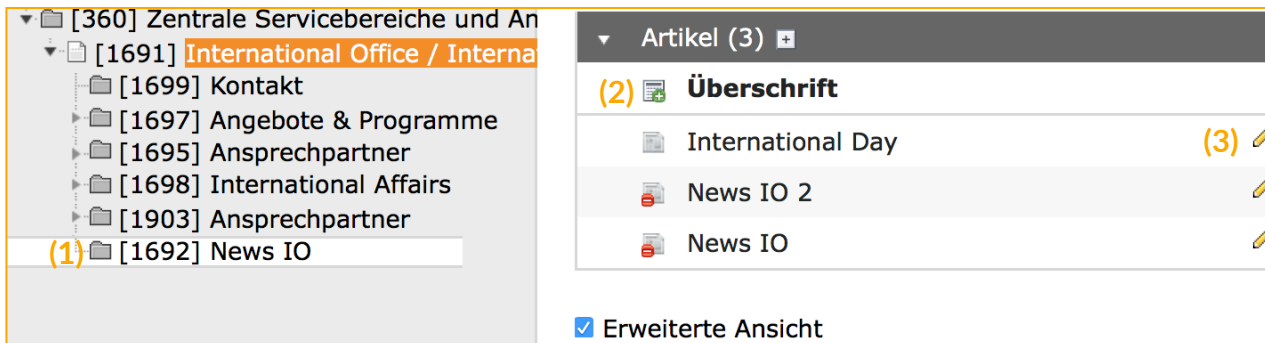 [360] Zentrale Servicebereiche und An
[1691] International Office / Interna
[1699] Kontakt
[1697] Angebote & Programme
[1695] Ansprechpartner
[1698] International Affairs
[1903] Ansprechpartner
(1) [1692] News IO
Artikel (3)
(2) Überschrift
International Day (3)
News IO 2
News IO
Erweiterte Ansicht